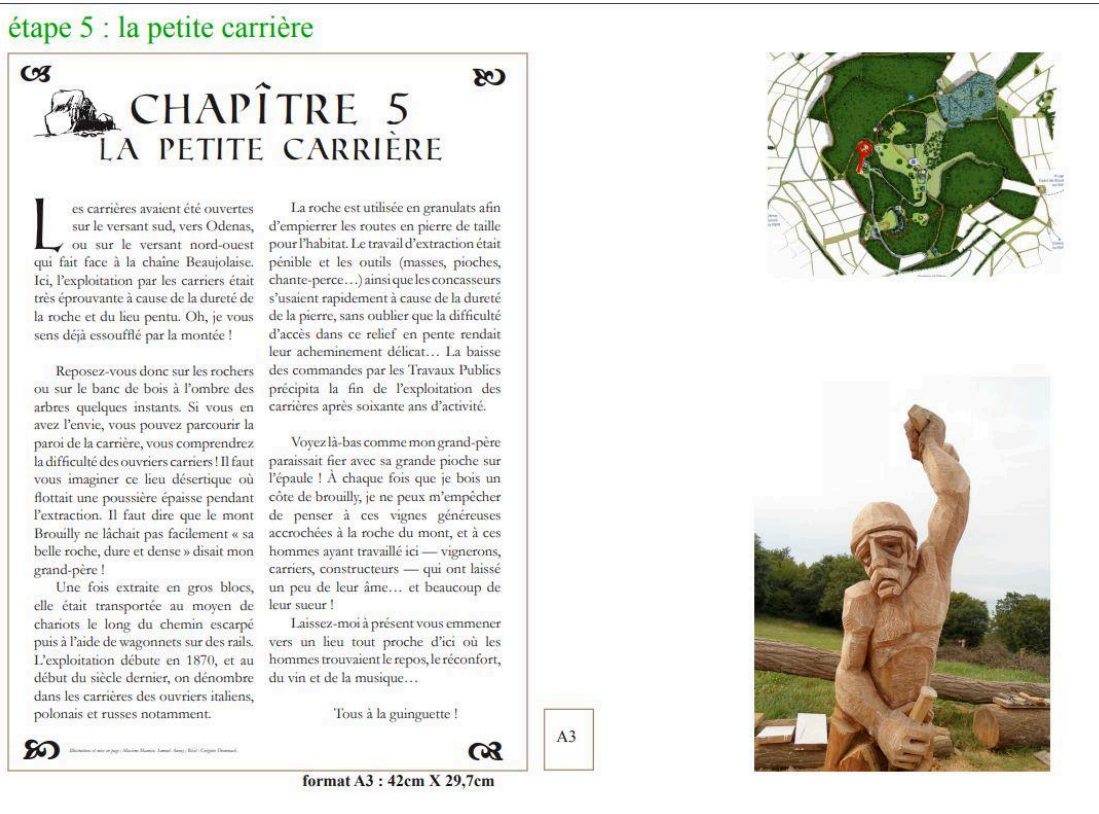 étape 5 : la petite carrière
CHAPÎTRE 5
LA PETITE CARRIÈRE
Les carrières avaient été ouvertes
sur le versant sud, vers Odenas,
ou sur le versant nord-ouest
qui fait face à la chaîne Beaujolaise.
Ici, l'exploitation par les carriers était
très éprouvante à cause de la dureté de
la roche et du lieu pentu. Oh, je vous
sens déjà essoufflé par la montée !
Reposez-vous donc sur les rochers
ou sur le banc de bois à l'ombre des
arbres quelques instants. Si vous en
avez l'envie, vous pouvez parcourir la
paroi de la carrière, vous comprendrez
la difficulté des ouvriers carriers ! Il faut
vous imaginer ce lieu désertique où
flottait une poussière épaisse pendant
l'extraction. Il faut dire que le mont
Brouilly ne lâchait pas facilement « sa
belle roche, dure et dense » disait mon
grand-père !
Une fois extraite en gros blocs,
elle était transportée au moyen de
chariots le long du chemin escarpé
puis à l'aide de wagonnets sur des rails.
L'exploitation débute en 1870, et au
début du siècle dernier, on dénombre
dans les carrières des ouvriers italiens,
polonais et russes notamment.
La roche est utilisée en granulats afin
d'empierrer les routes en pierre de taille
pour l'habitat. Le travail d'extraction était
pénible et les outils (masses, pioches,
chante-perce…) ainsi que les concasseurs
s'usaient rapidement à cause de la dureté
de la pierre, sans oublier que la difficulté
d'accès dans ce relief en pente rendait
leur acheminement délicat… La baisse
des commandes par les Travaux Publics
précipita la fin de l'exploitation des
carrières après soixante ans d'activité.
Voyez là-bas comme mon grand-père
paraissait fier avec sa grande pioche sur
l'épaule ! À chaque fois que je bois un
côte de brouilly, je ne peux m'empêcher
de penser à ces vignes généreuses
accrochées à la roche du mont, et à ces
hommes ayant travaillé ici — vignerons,
carriers, constructeurs — qui ont laissé
un peu de leur âme… et beaucoup de
leur sueur !
Laissez-moi à présent vous emmener
vers un lieu tout proche d'ici où les
hommes trouvaient le repos, le réconfort,
du vin et de la musique…
Tous à la guinguette !
A3
format A3 : 42cm X 29,7cm